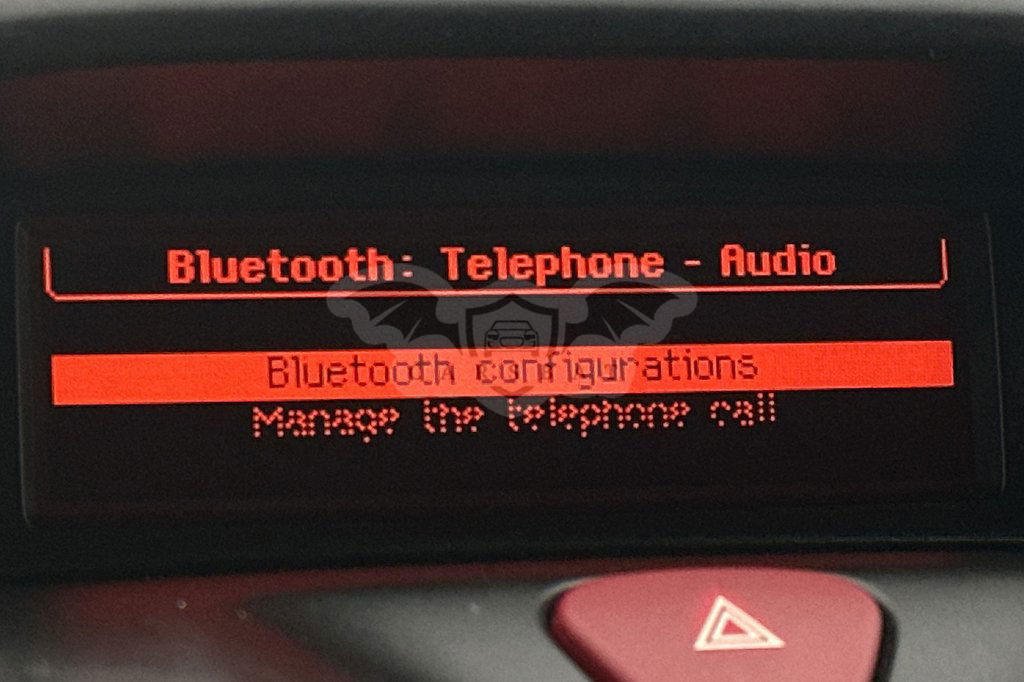 Bluetooth: Telephone - Audio
Bluetooth configurations
Manage the telephone call